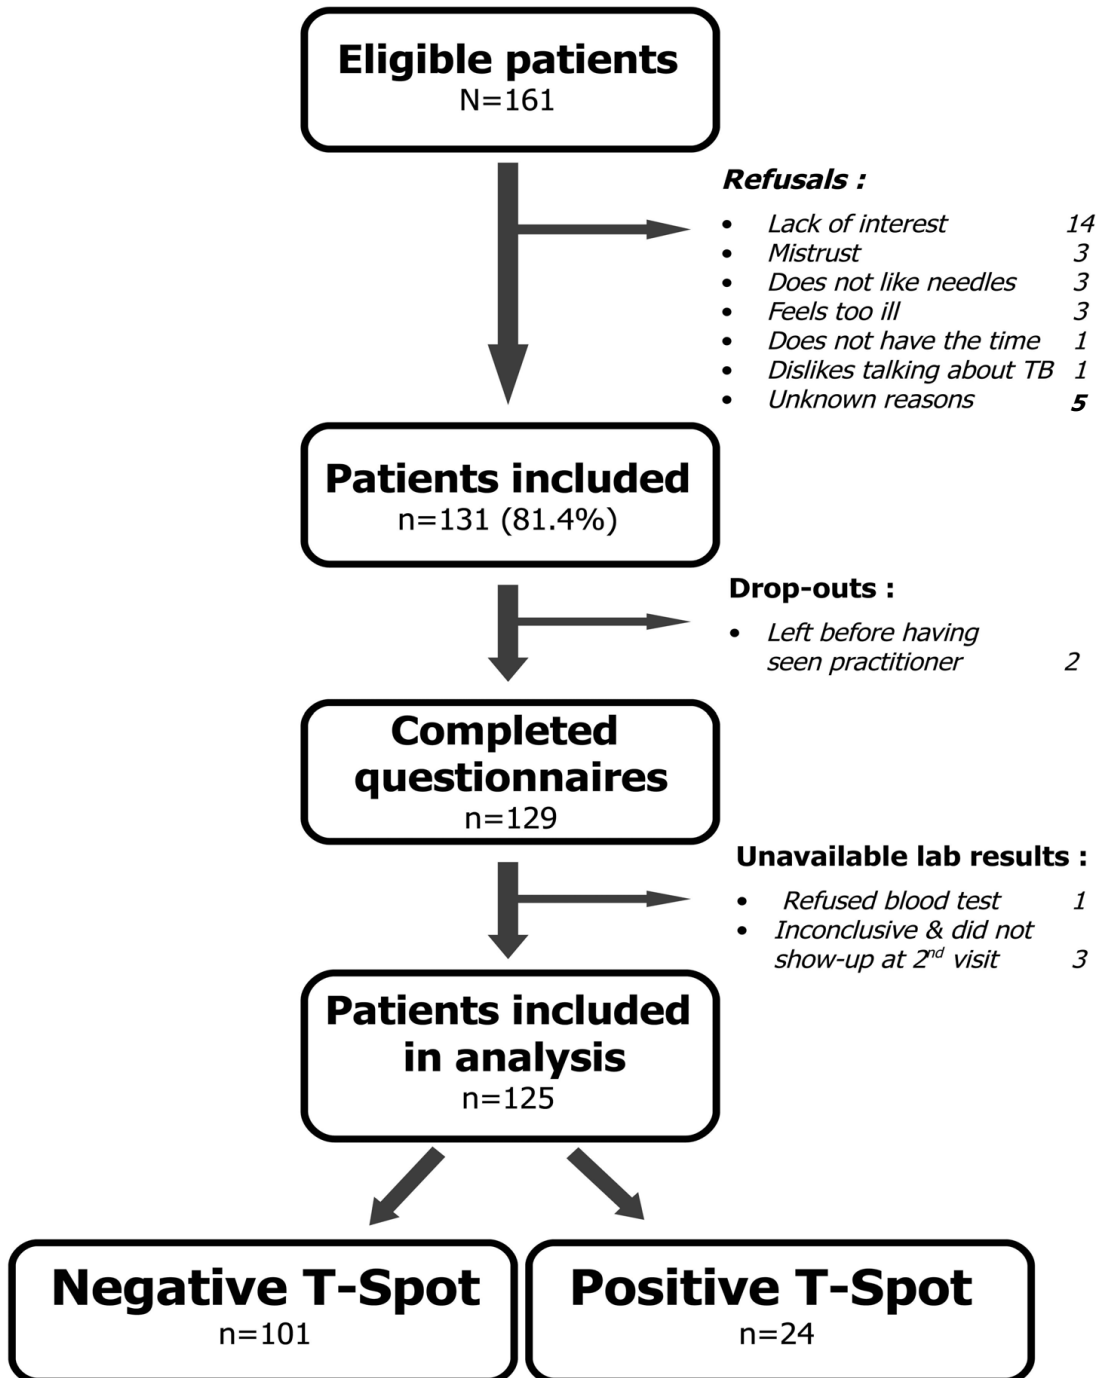 Eligible patients
N=161
Refusals :
• Lack of interest 14
• Mistrust 3
• Does not like needles 3
• Feels too ill 3
• Does not have the time 1
• Dislikes talking about TB 1
• Unknown reasons 5
Patients included
n=131 (81.4%)
Drop-outs :
• Left before having
seen practitioner 2
Completed
questionnaires
n=129
Unavailable lab results :
• Refused blood test 1
• Inconclusive & did not
show-up at 2nd visit 3
Patients included
in analysis
n=125
Negative T-Spot
n=101
Positive T-Spot
n=24